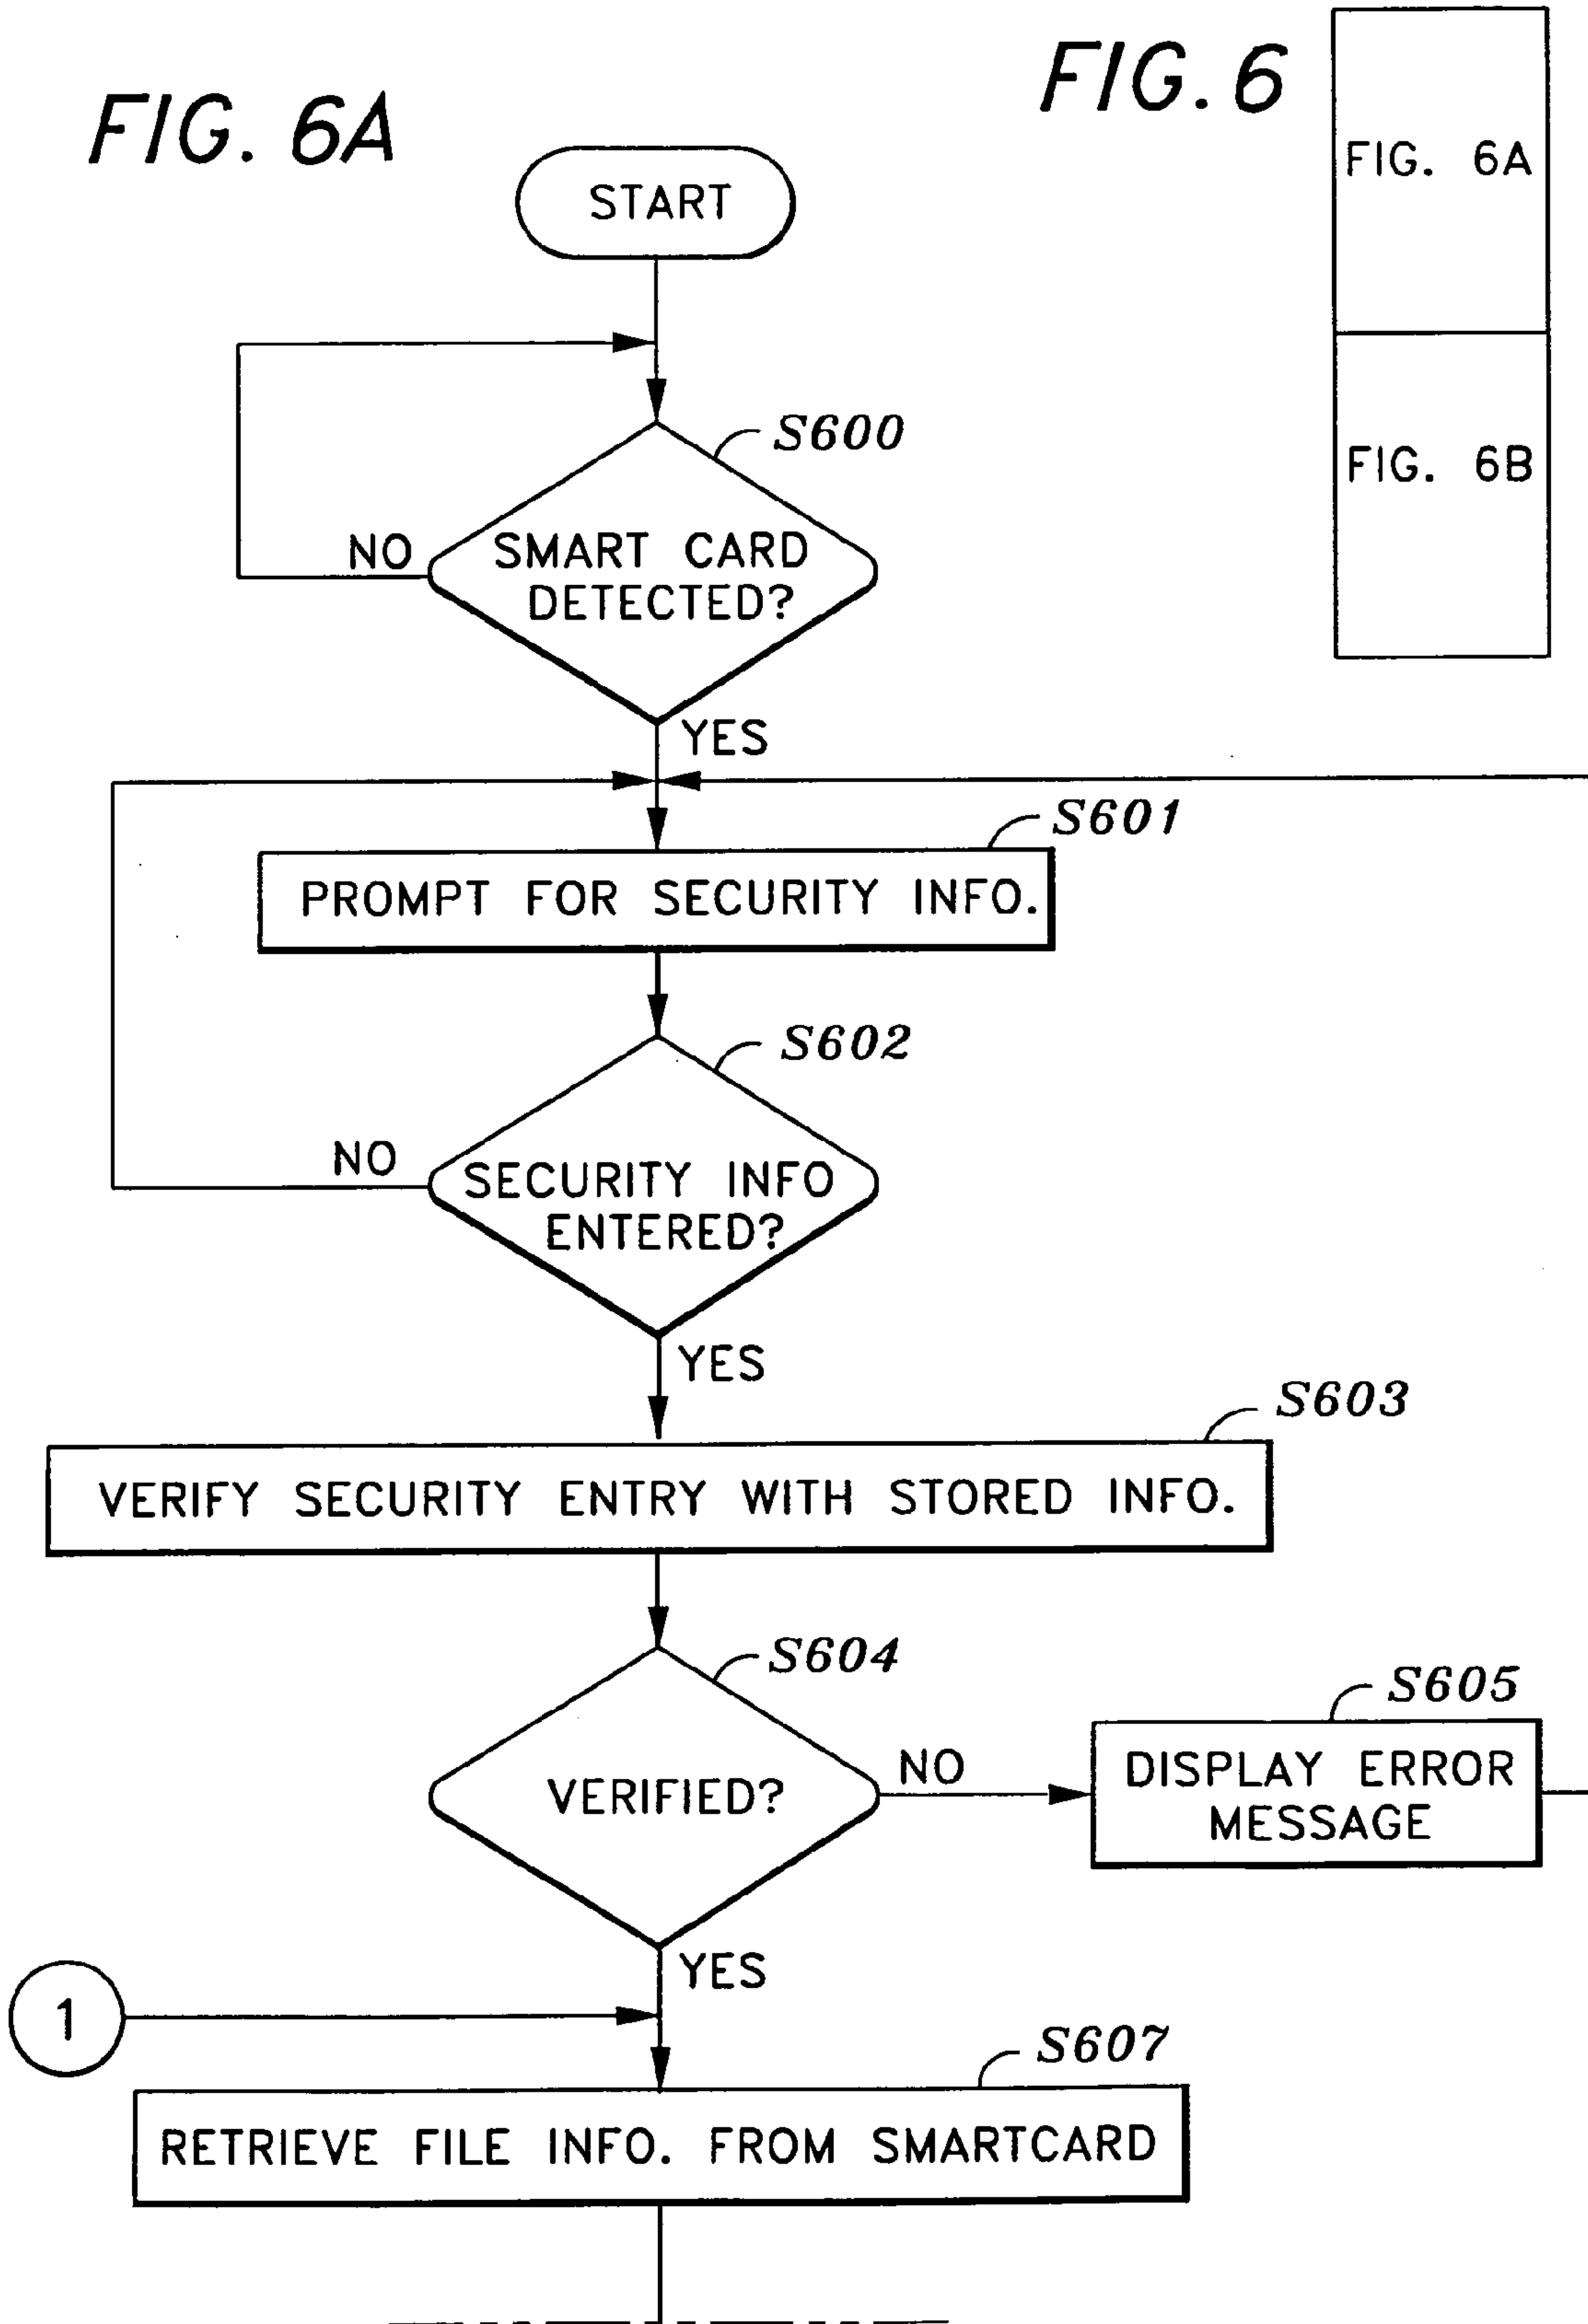 FIG. 6A
FIG. 6
FIG. 6A
FIG. 6B
START
S600
NO
SMART CARD
DETECTED?
YES
S601
PROMPT FOR SECURITY INFO.
S602
NO
SECURITY INFO
ENTERED?
YES
S603
VERIFY SECURITY ENTRY WITH STORED INFO.
S604
VERIFIED?
NO
S605
DISPLAY ERROR
MESSAGE
YES
1
S607
RETRIEVE FILE INFO. FROM SMARTCARD